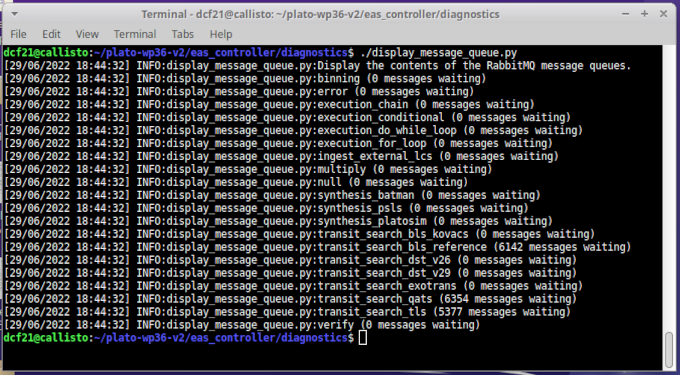 Terminal - dcf21@callisto: ~/plato-wp36-v2/eas_controller/diagnostics
File Edit View Terminal Tabs Help
dcf21@callisto:~/plato-wp36-v2/eas_controller/diagnostics$ ./display_message_queue.py
[29/06/2022 18:44:32] INFO:display_message_queue.py:Display the contents of the RabbitMQ message queues.
[29/06/2022 18:44:32] INFO:display_message_queue.py:binning (0 messages waiting)
[29/06/2022 18:44:32] INFO:display_message_queue.py:error (0 messages waiting)
[29/06/2022 18:44:32] INFO:display_message_queue.py:execution_chain (0 messages waiting)
[29/06/2022 18:44:32] INFO:display_message_queue.py:execution_conditional (0 messages waiting)
[29/06/2022 18:44:32] INFO:display_message_queue.py:execution_do_while_loop (0 messages waiting)
[29/06/2022 18:44:32] INFO:display_message_queue.py:execution_for_loop (0 messages waiting)
[29/06/2022 18:44:32] INFO:display_message_queue.py:ingest_external_lcs (0 messages waiting)
[29/06/2022 18:44:32] INFO:display_message_queue.py:multiply (0 messages waiting)
[29/06/2022 18:44:32] INFO:display_message_queue.py:null (0 messages waiting)
[29/06/2022 18:44:32] INFO:display_message_queue.py:synthesis_batman (0 messages waiting)
[29/06/2022 18:44:32] INFO:display_message_queue.py:synthesis_psls (0 messages waiting)
[29/06/2022 18:44:32] INFO:display_message_queue.py:synthesis_platosim (0 messages waiting)
[29/06/2022 18:44:32] INFO:display_message_queue.py:transit_search_bls_kovacs (0 messages waiting)
[29/06/2022 18:44:32] INFO:display_message_queue.py:transit_search_bls_reference (6142 messages waiting)
[29/06/2022 18:44:32] INFO:display_message_queue.py:transit_search_dst_v26 (0 messages waiting)
[29/06/2022 18:44:32] INFO:display_message_queue.py:transit_search_dst_v29 (0 messages waiting)
[29/06/2022 18:44:32] INFO:display_message_queue.py:transit_search_exotrans (0 messages waiting)
[29/06/2022 18:44:32] INFO:display_message_queue.py:transit_search_qats (6354 messages waiting)
[29/06/2022 18:44:32] INFO:display_message_queue.py:transit_search_tls (5377 messages waiting)
[29/06/2022 18:44:32] INFO:display_message_queue.py:verify (0 messages waiting)
dcf21@callisto:~/plato-wp36-v2/eas_controller/diagnostics$